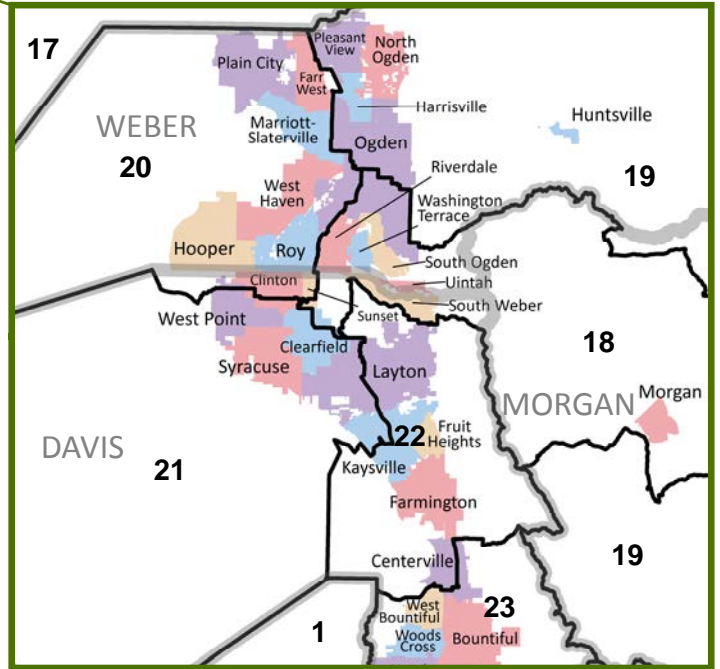 17
Pleasant
View
North
Ogden
Plain City
Farr
West
Harrisville
WEBER
Marriott-
Slaterville
Huntsville
Ogden
20
Riverdale
19
West
Haven
Washington
Terrace
Hooper
Roy
South Ogden
Clinton
Uintah
South Weber
Sunset
West Point
18
Clearfield
Syracuse
Layton
Morgan
MORGAN
DAVIS
22
Fruit
Heights
21
Kaysville
Farmington
Centerville
19
West
Bountiful
23
1
Woods
Cross
Bountiful